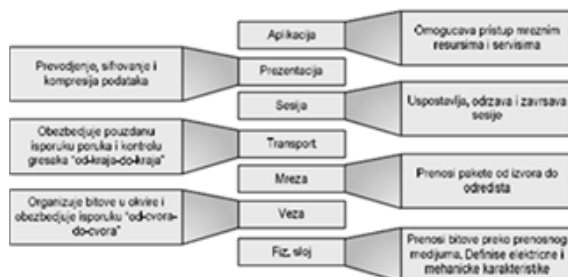 Aplikacija
Omogucava pristup mreznim
resursima i servisima
Prevodjenje, sifrovanje i
kompresija podataka
Prezentacija
Sesija
Uspostavlja, odrzava i zavrsava
sesije
Obezbedjuje pouzdanu
isporuku poruka i kontrolu
gresaka "od-kraja-do-kraja"
Transport
Mreza
Prenosi pakete od izvora do
odredista
Organizuje bitove u okvire i
obezbedjuje isporuku "od-cvora-
do-cvora"
Veza
Fiz. sloj
Prenosi bitove preko prenosnog
medijuma. Definise elektricne i
mehanicke karakteristike